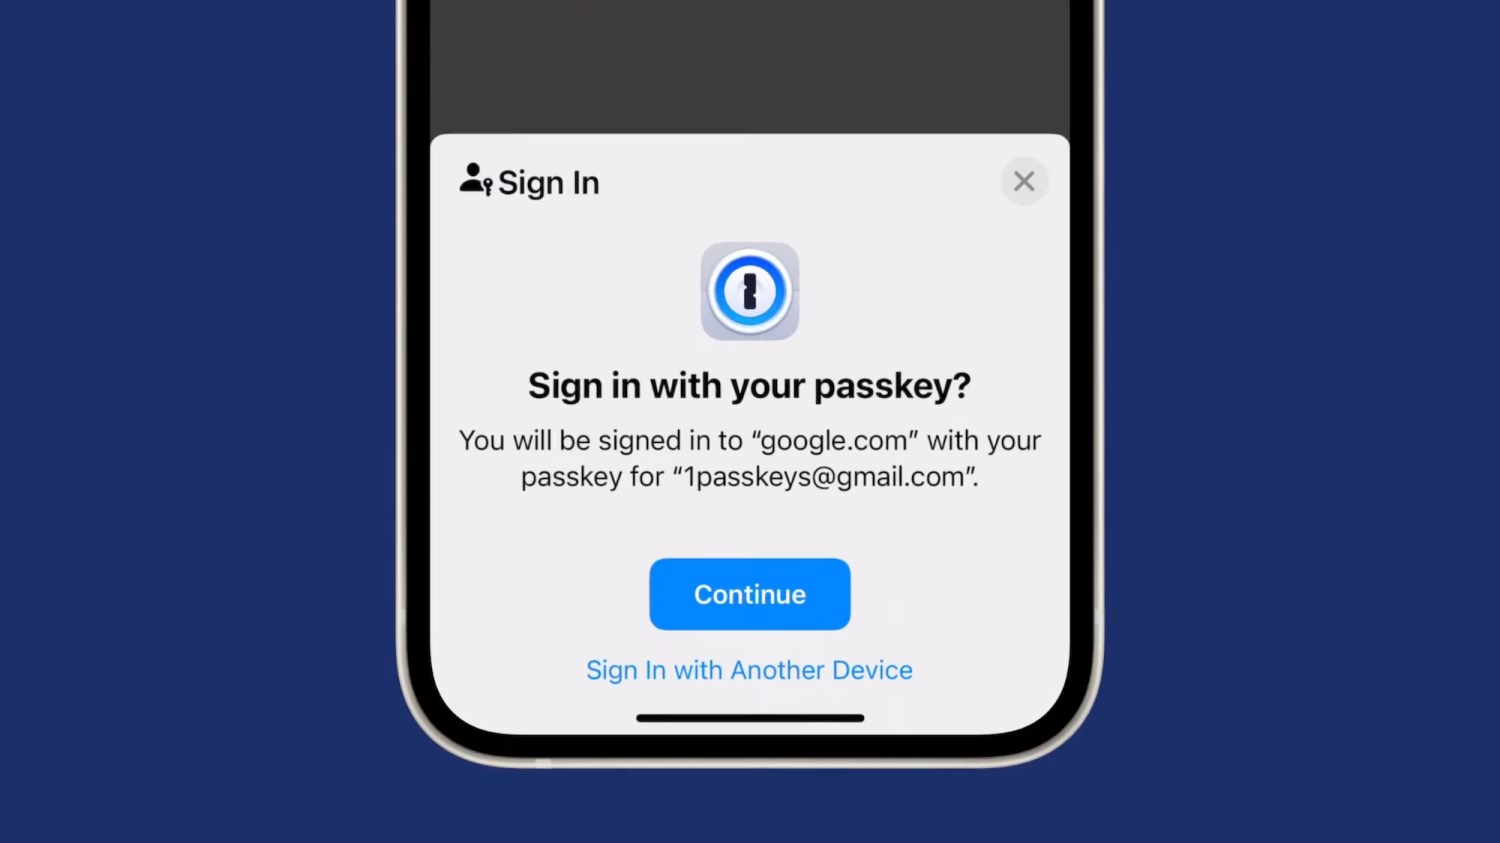 Sign In
Sign in with your passkey?
You will be signed in to “google.com” with your
passkey for “1passkeys@gmail.com”.
Continue
Sign In with Another Device